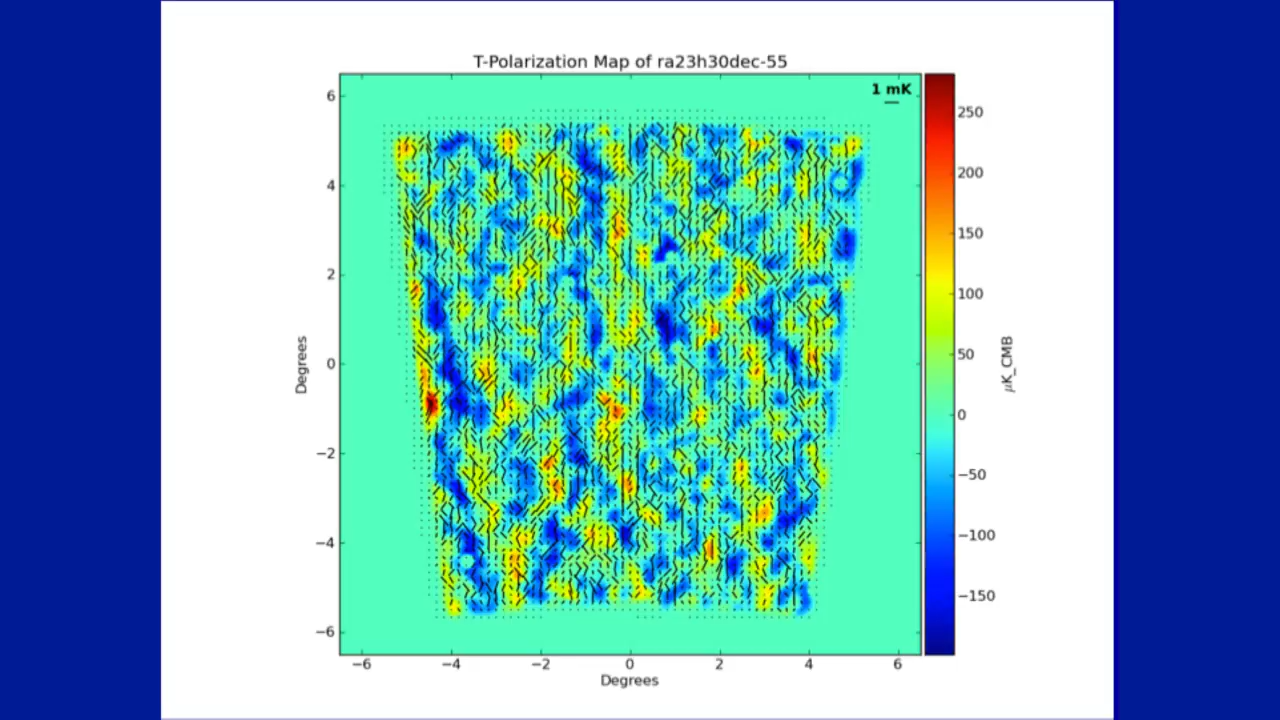 T-Polarization Map of ra23h30dec-55
1 mK
6
4
2
0
−2
−4
−6
Degrees
−6 −4 −2 0 2 4 6
Degrees
250
200
150
100
50
0
−50
−100
−150
μK_CMB